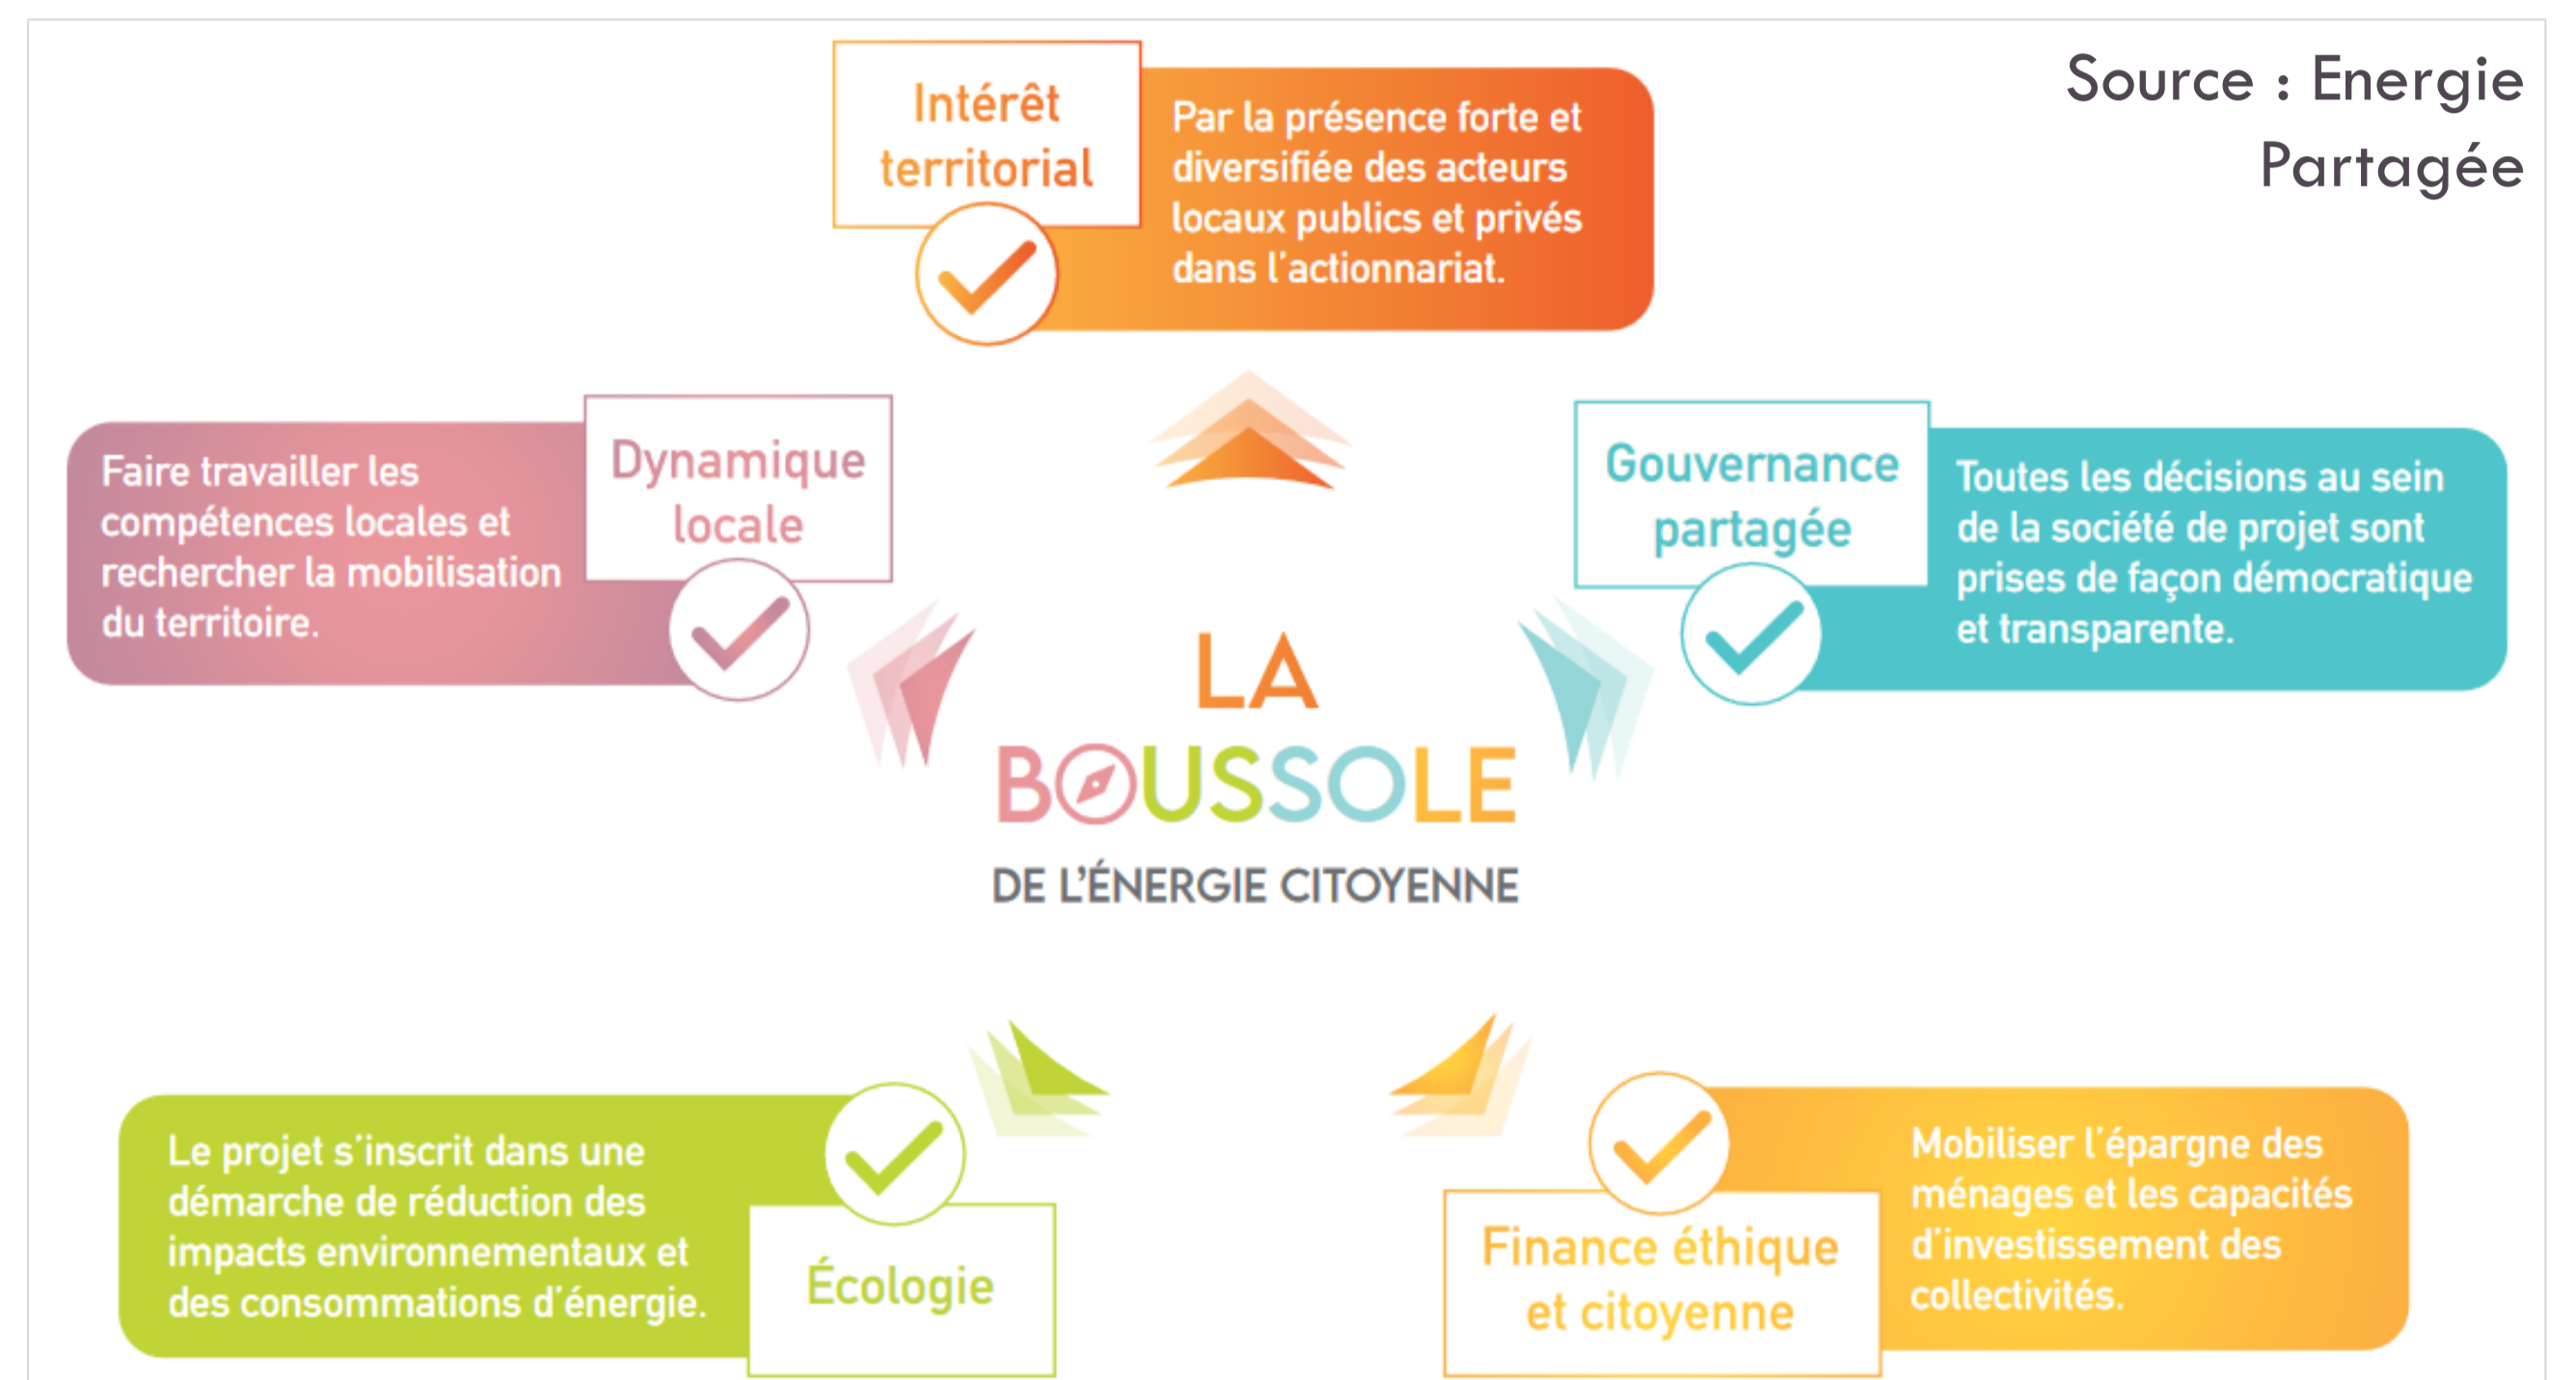 Source : Energie
Partagée
Intérêt
territorial
Par la présence forte et
diversifiée des acteurs
locaux publics et privés
dans l'actionnariat.
Faire travailler les
compétences locales et
rechercher la mobilisation
du territoire.
Dynamique
locale
Gouvernance
partagée
Toutes les décisions au sein
de la société de projet sont
prises de façon démocratique
et transparente.
LA
BOUSSOLE
DE L'ÉNERGIE CITOYENNE
Le projet s'inscrit dans une
démarche de réduction des
impacts environnementaux et
des consommations d'énergie.
Écologie
Finance éthique
et citoyenne
Mobiliser l'épargne des
ménages et les capacités
d'investissement des
collectivités.